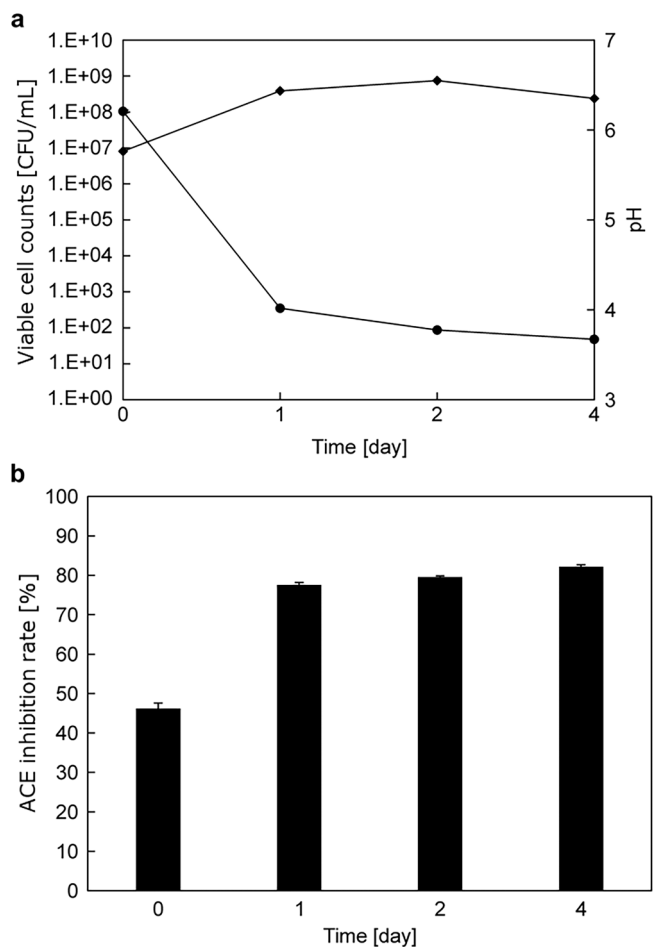 a
Viable cell counts [CFU/mL]
1.E+10
1.E+09
1.E+08
1.E+07
1.E+06
1.E+05
1.E+04
1.E+03
1.E+02
1.E+01
1.E+00
7
6
5
4
3
pH
0 1 2 4
Time [day]
b
ACE inhibition rate [%]
100
90
80
70
60
50
40
30
20
10
0
0 1 2 4
Time [day]